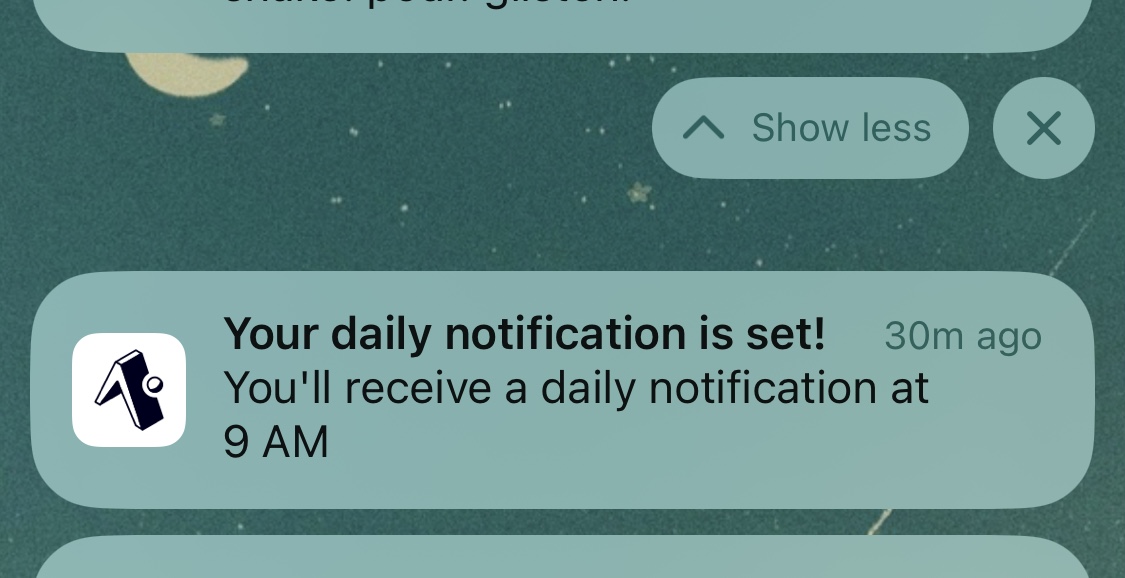 Show less
Your daily notification is set!
30m ago
You'll receive a daily notification at
9 AM